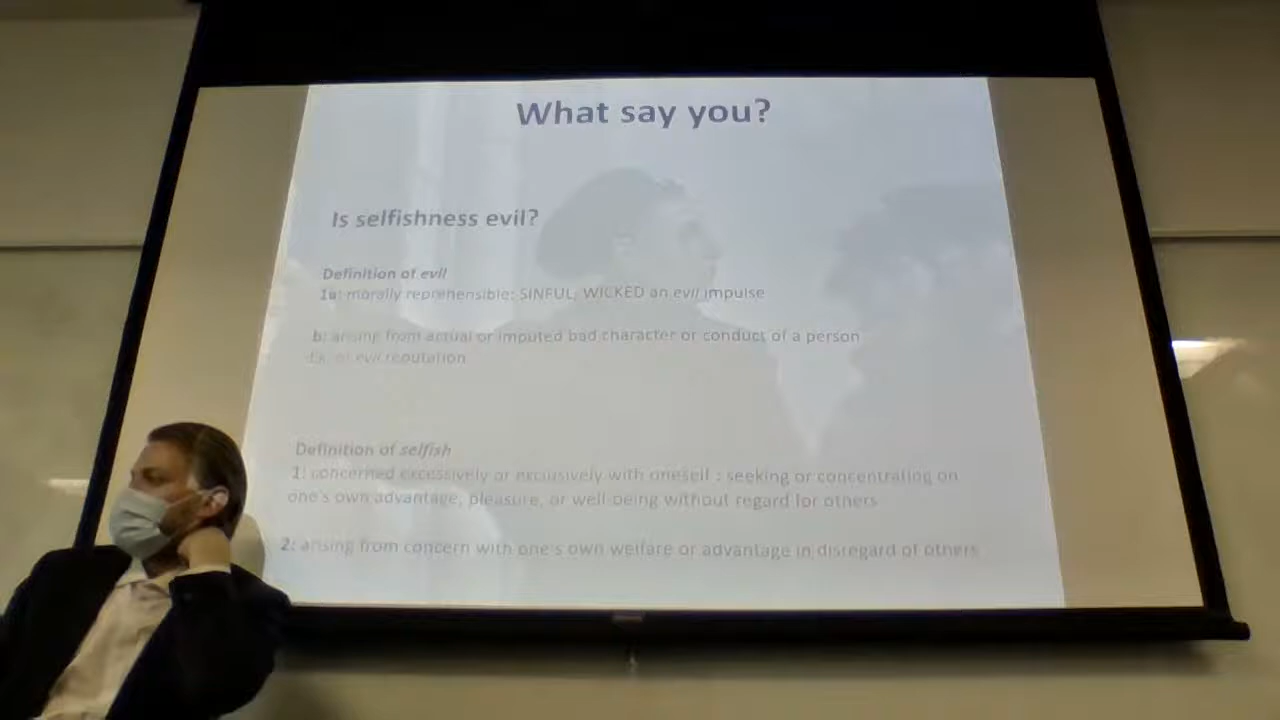 What say you?
Is selfishness evil?
Definition of evil
1a: morally reprehensible: SINFUL, WICKED an evil impulse
b: arising from actual or imputed bad character or conduct of a person
of evil reputation
Definition of selfish
1: concerned excessively or exclusively with oneself : seeking or concentrating on
one's own advantage, pleasure, or well-being without regard for others
2: arising from concern with one's own welfare or advantage in disregard of others